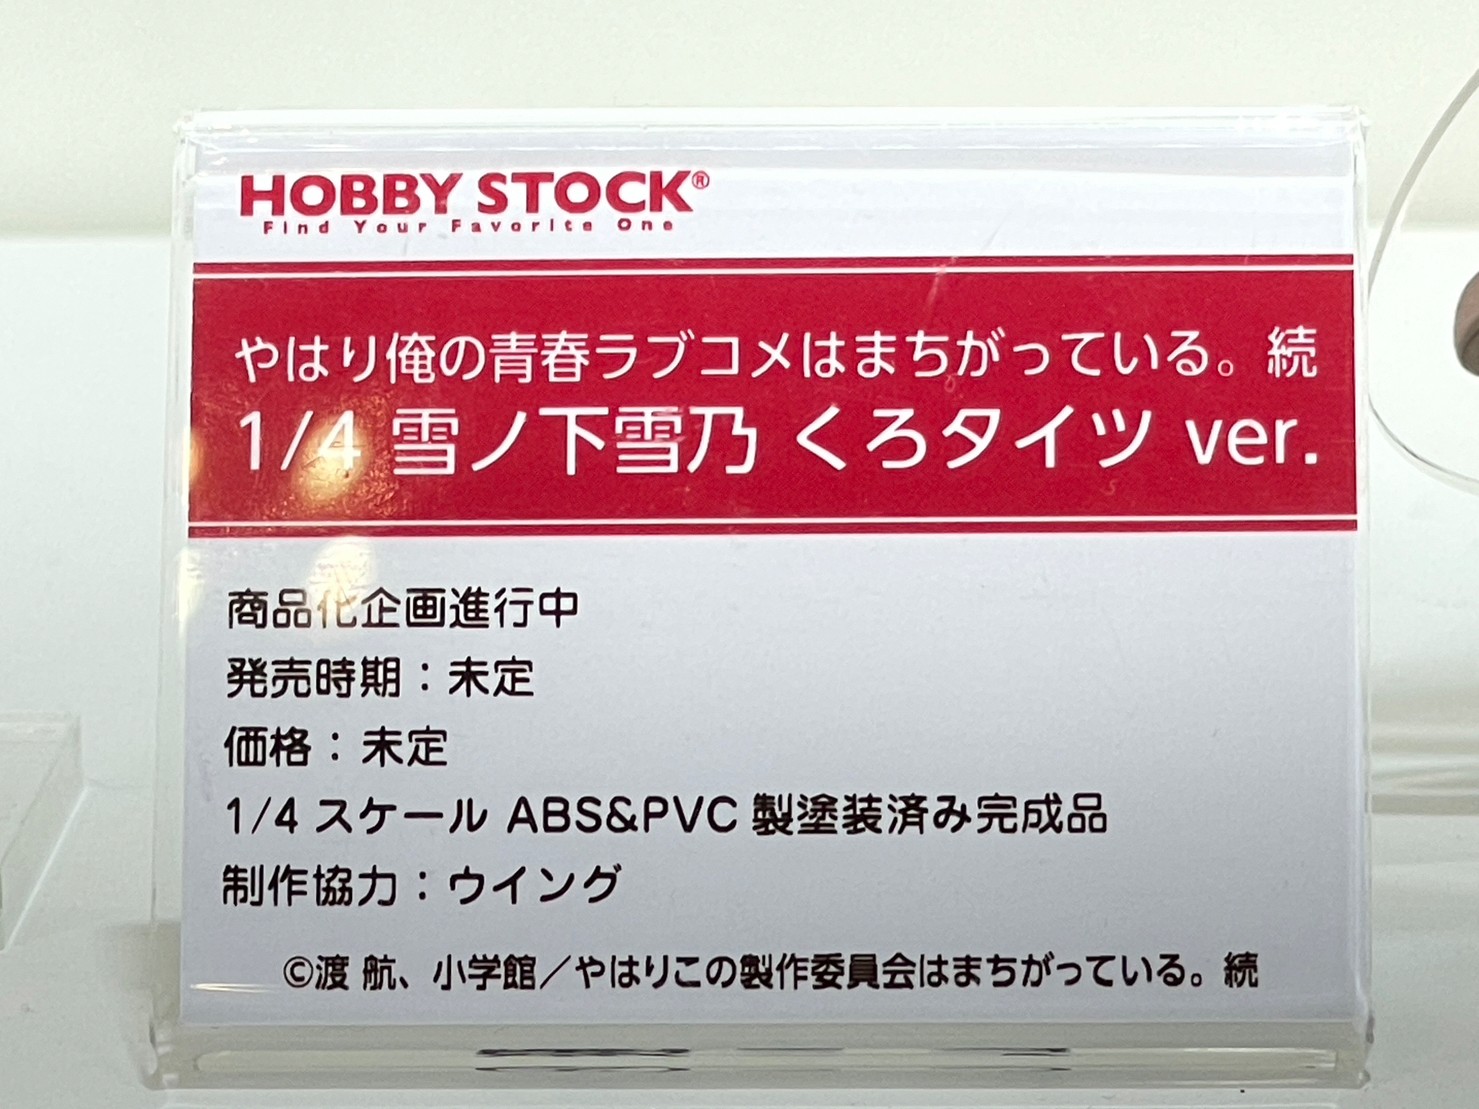 HOBBY STOCK®
Find Your Favorite One
やはり俺の青春ラブコメはまちがっている。続
1/4 雪ノ下雪乃 くろタイツ ver.
商品化企画進行中
発売時期：未定
価格：未定
1/4 スケール ABS&PVC 製塗装済み完成品
制作協力：ウイング
©渡 航、小学館／やはりこの製作委員会はまちがっている。続